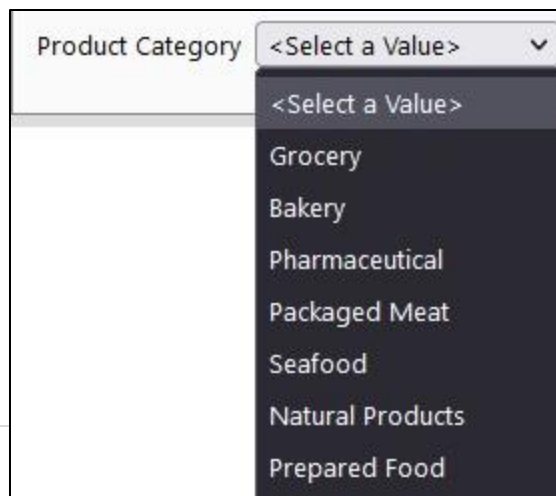 Product Category <Select a Value>
<Select a Value>
Grocery
Bakery
Pharmaceutical
Packaged Meat
Seafood
Natural Products
Prepared Food